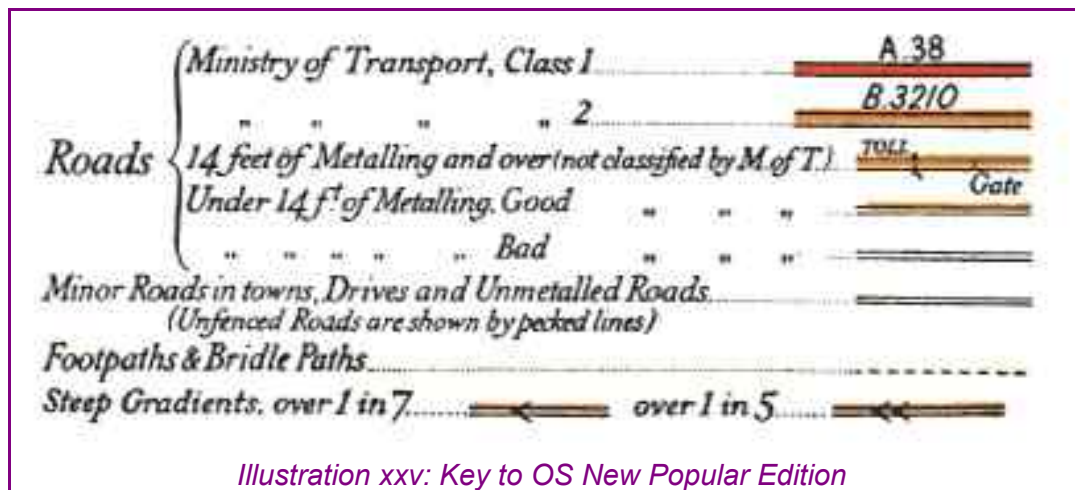 Ministry of Transport, Class 1 A.38
„ „ „ „ 2 B.3210
Roads 14 feet of Metalling and over (not classified by M. of T.) TOLL Gate
Under 14 f.t of Metalling, Good „ „ „
„ „ „ „ „ Bad „ „ „
Minor Roads in towns, Drives and Unmetalled Roads
(Unfenced Roads are shown by pecked lines)
Footpaths & Bridle Paths
Steep Gradients, over 1 in 7 over 1 in 5
Illustration xxv: Key to OS New Popular Edition